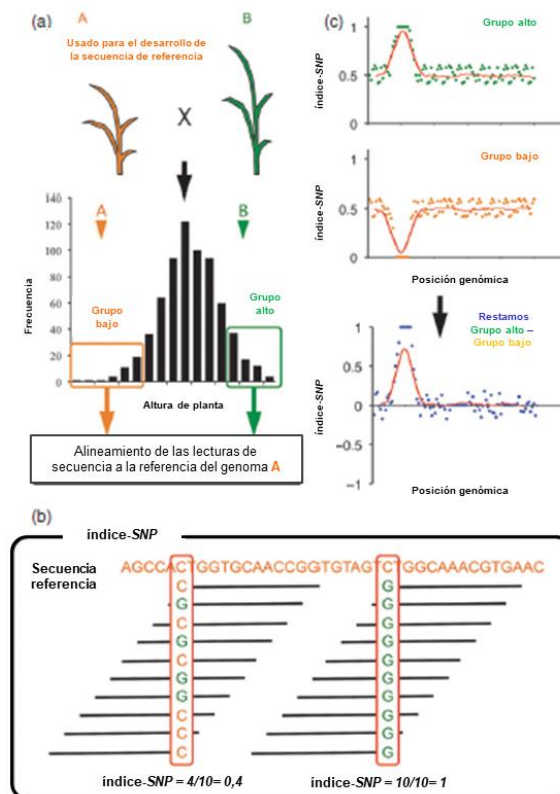 (a)
A
B
Usado para el desarrollo de
la secuencia de referencia
X
140
120
100
80
60
40
20
0
Frecuencia
A
B
Grupo
bajo
Grupo
alto
Altura de planta
Alineamiento de las lecturas de
secuencia a la referencia del genoma A
(c)
Grupo alto
índice-SNP
1
0.5
0
Grupo bajo
índice-SNP
0.5
0
Posición genómica
Restamos
Grupo alto –
Grupo bajo
índice-SNP
1
0.5
0
−0.5
−1
Posición genómica
(b)
índice-SNP
Secuencia
referencia
AGCCACTGGTGCAACCGGTGTAGTCTGGCAAACGTGAAC
C G
G G
C G
G G
C G
G G
G G
C G
C G
C G
índice-SNP = 4/10= 0,4
índice-SNP = 10/10= 1